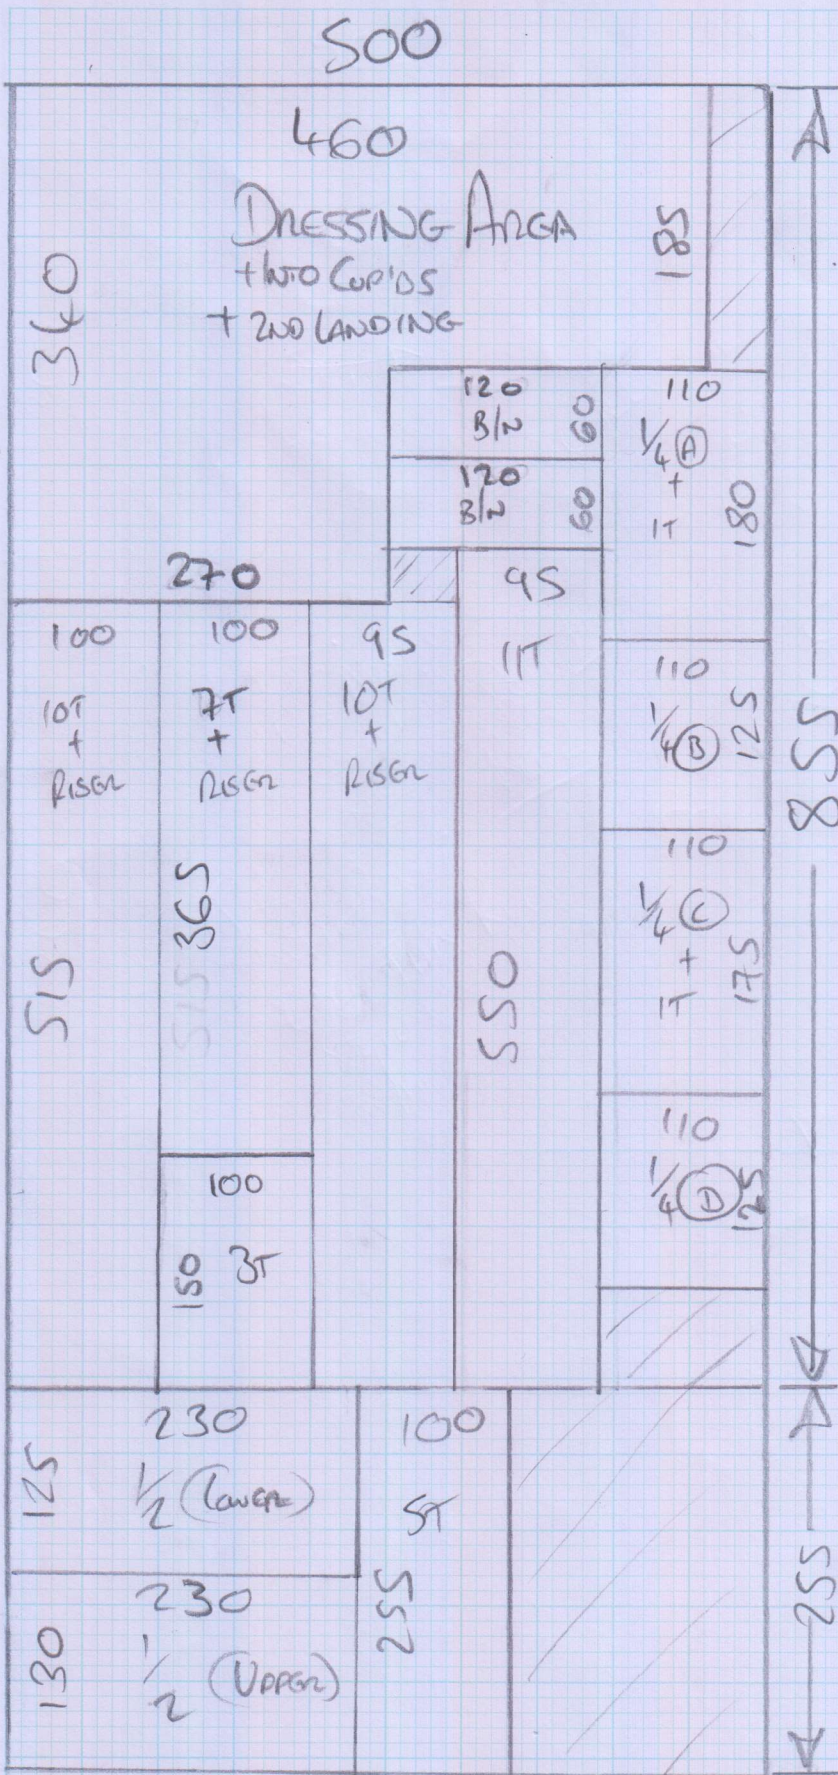 500
460
DRESSING AREA
+ INTO CUP'DS
+ 2ND LANDING
340
185
120
B/N
60
120
B/N
60
110
1/4 (A)
+
1T
180
270
100
10T
+
RISER
515
100
7T
+
RISER
365
515
95
10T
+
RISER
95
11T
550
110
1/4 (B)
125
110
1/4 (C)
+
1T
175
110
1/4 (D)
125
855
100
150
3T
230
125
1/2 (LOWER)
100
5T
255
230
130
1/2 (UPPER)
255